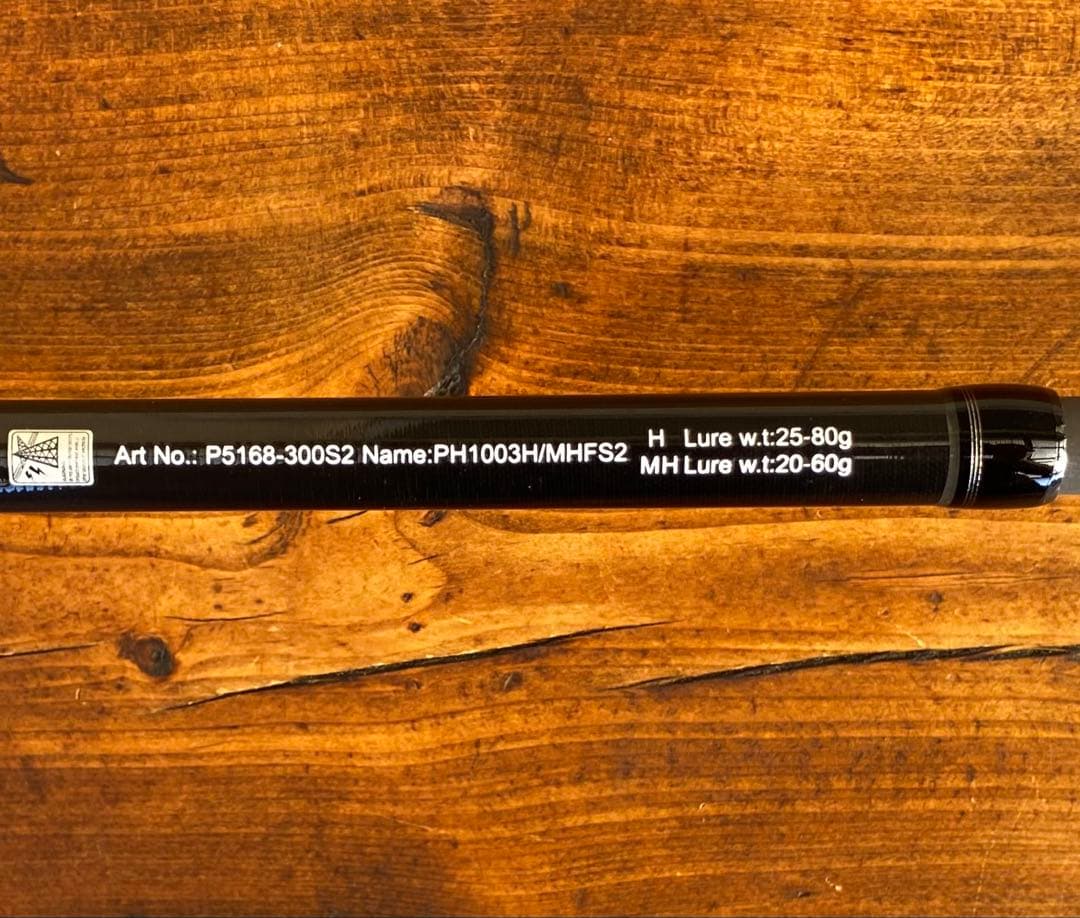 Art No.: P5168-300S2 Name:PH1003H/MHFS2
H Lure w.t:25-80g
MH Lure w.t:20-60g